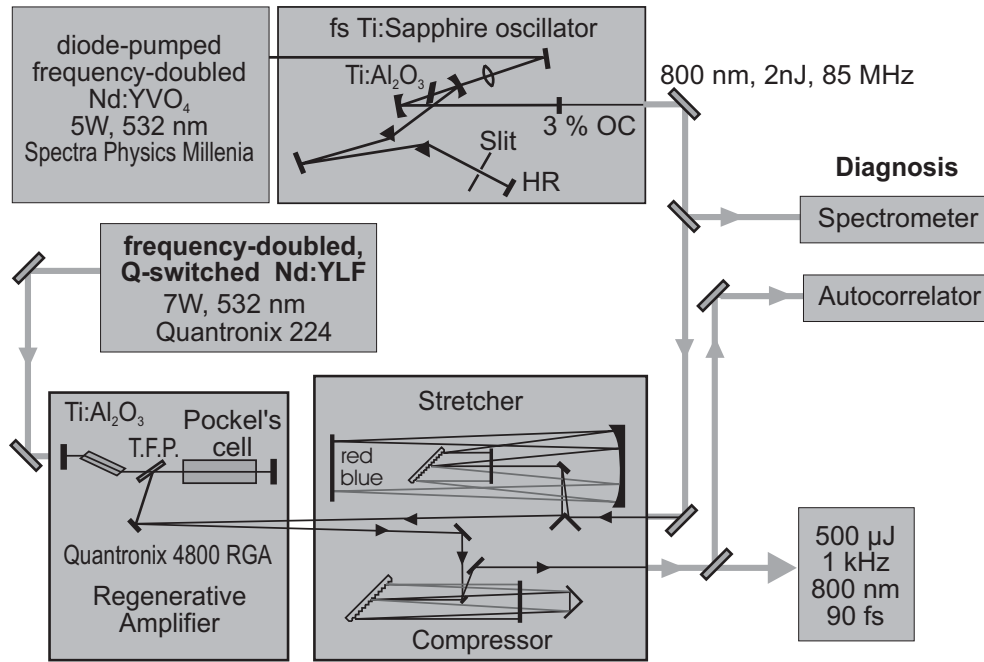 diode-pumped
frequency-doubled
Nd:YVO₄
5W, 532 nm
Spectra Physics Millenia
fs Ti:Sapphire oscillator
Ti:Al₂O₃
3 % OC
Slit
HR
800 nm, 2nJ, 85 MHz
Diagnosis
Spectrometer
Autocorrelator
frequency-doubled,
Q-switched Nd:YLF
7W, 532 nm
Quantronix 224
Ti:Al₂O₃
T.F.P.
Pockel's
cell
Quantronix 4800 RGA
Regenerative
Amplifier
Stretcher
red
blue
Compressor
500 µJ
1 kHz
800 nm
90 fs